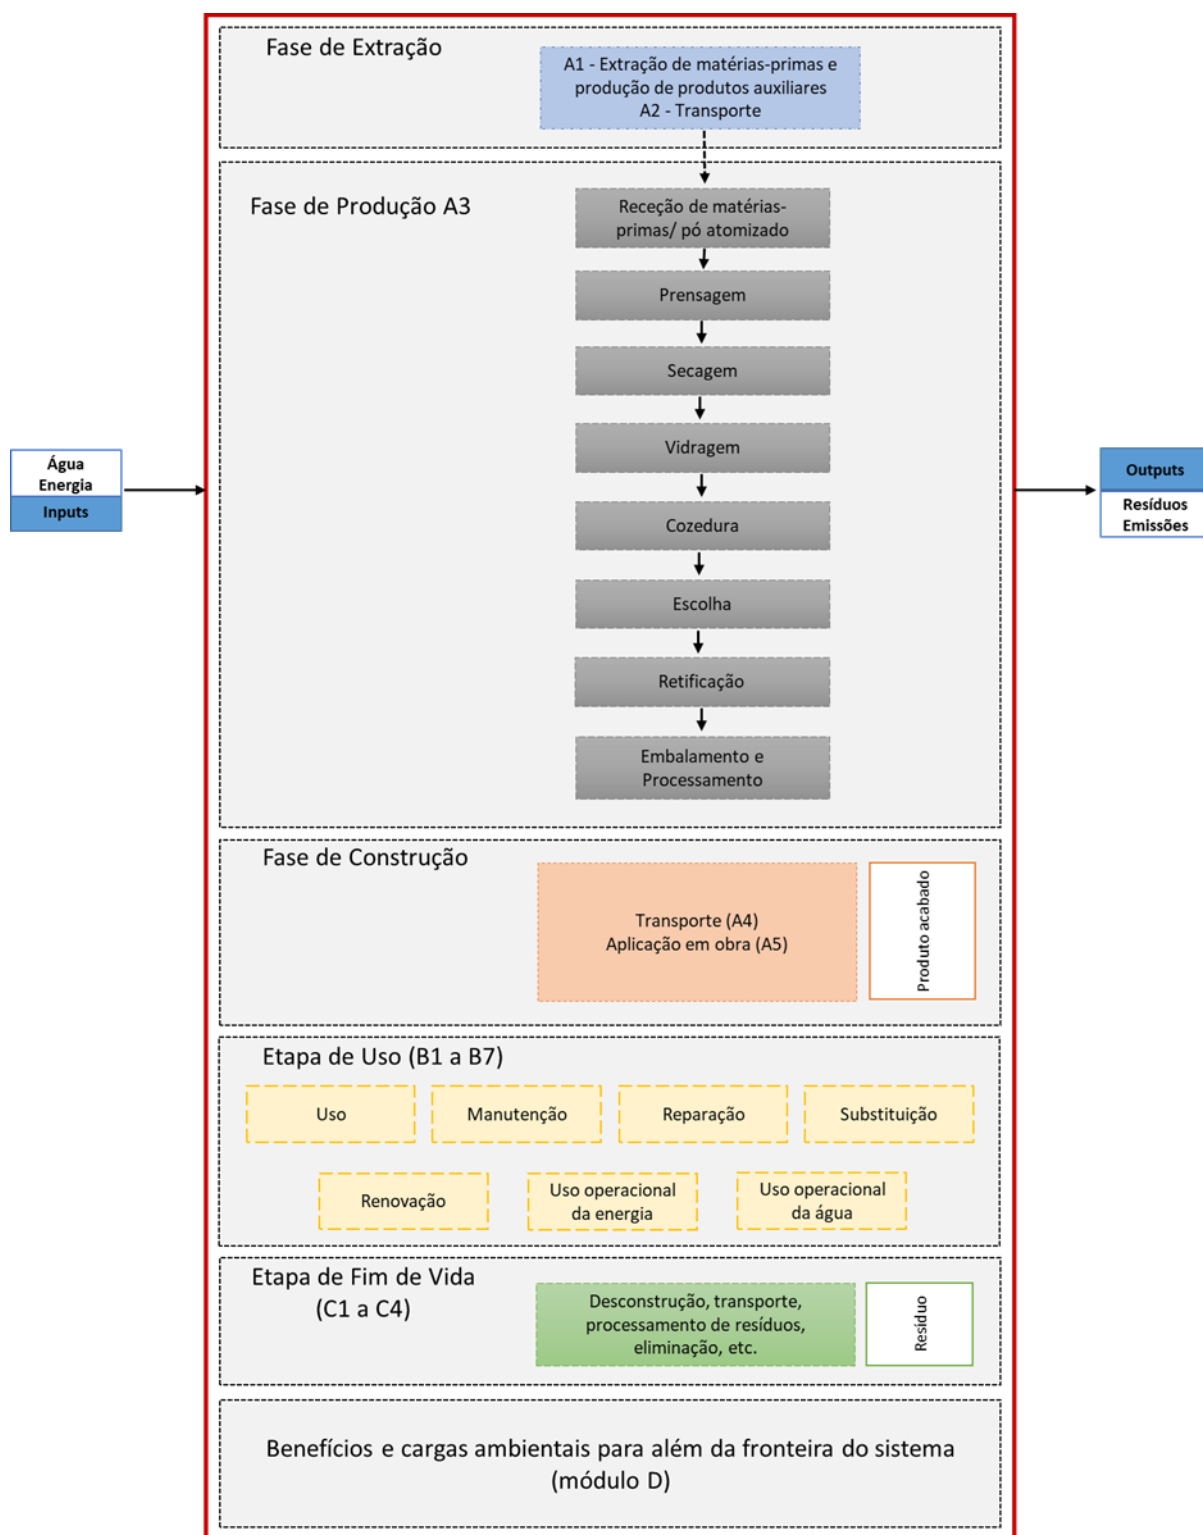 Fase de Extração
A1 - Extração de matérias-primas e
produção de produtos auxiliares
A2 - Transporte
Fase de Produção A3
Receção de matérias-
primas/ pó atomizado
Prensagem
Secagem
Vidragem
Cozedura
Escolha
Retificação
Embalamento e
Processamento
Água
Energia
Inputs
Outputs
Resíduos
Emissões
Fase de Construção
Transporte (A4)
Aplicação em obra (A5)
Produto acabado
Etapa de Uso (B1 a B7)
Uso
Manutenção
Reparação
Substituição
Renovação
Uso operacional
da energia
Uso operacional
da água
Etapa de Fim de Vida
(C1 a C4)
Desconstrução, transporte,
processamento de resíduos,
eliminação, etc.
Resíduo
Benefícios e cargas ambientais para além da fronteira do sistema
(módulo D)